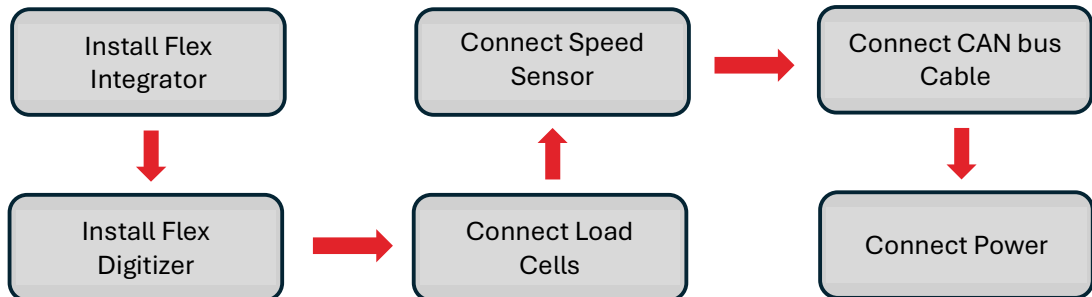 Install Flex
Integrator
Install Flex
Digitizer
Connect Load
Cells
Connect Speed
Sensor
Connect CAN bus
Cable
Connect Power